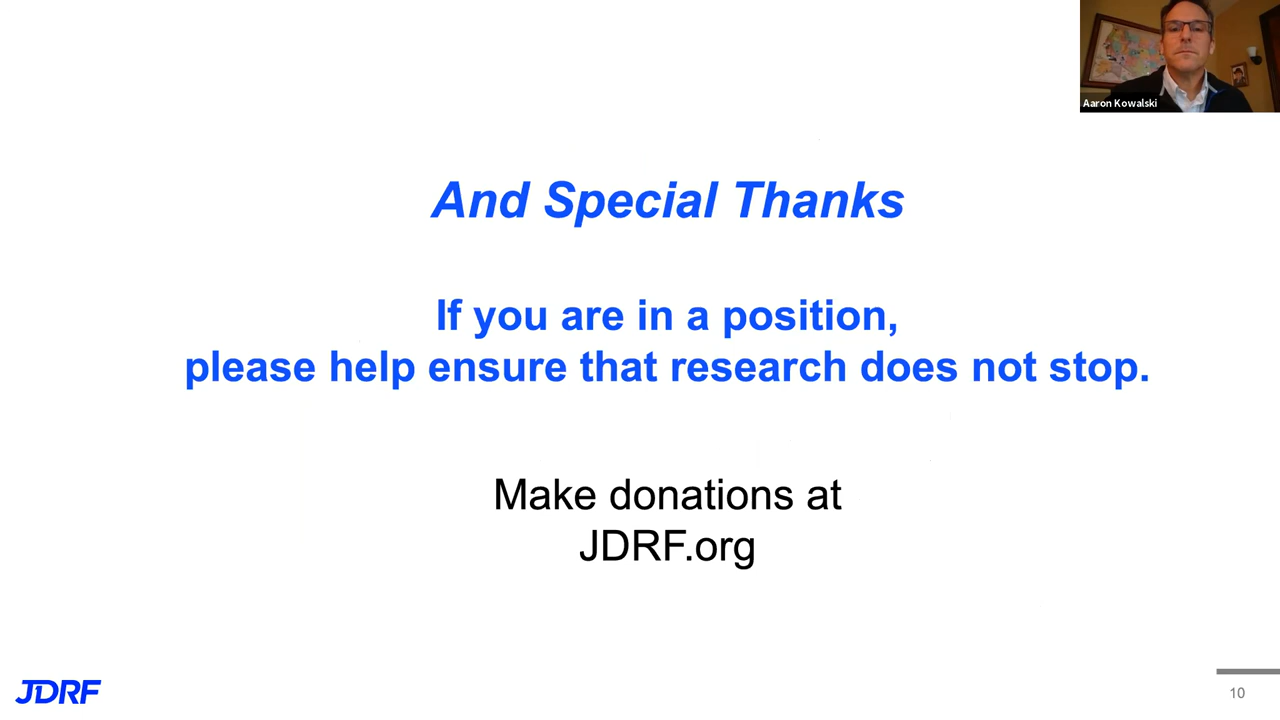 Aaron Kowalski
And Special Thanks
If you are in a position,
please help ensure that research does not stop.
Make donations at
JDRF.org
JDRF
10